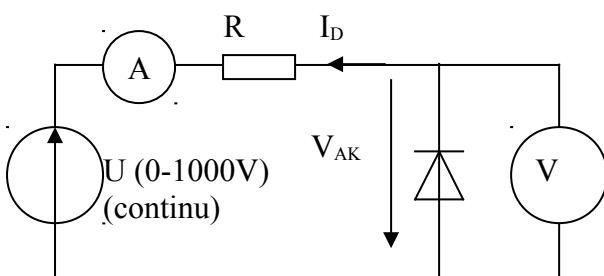 R
I_D
A
V_AK
V
U (0-1000V)
(continu)